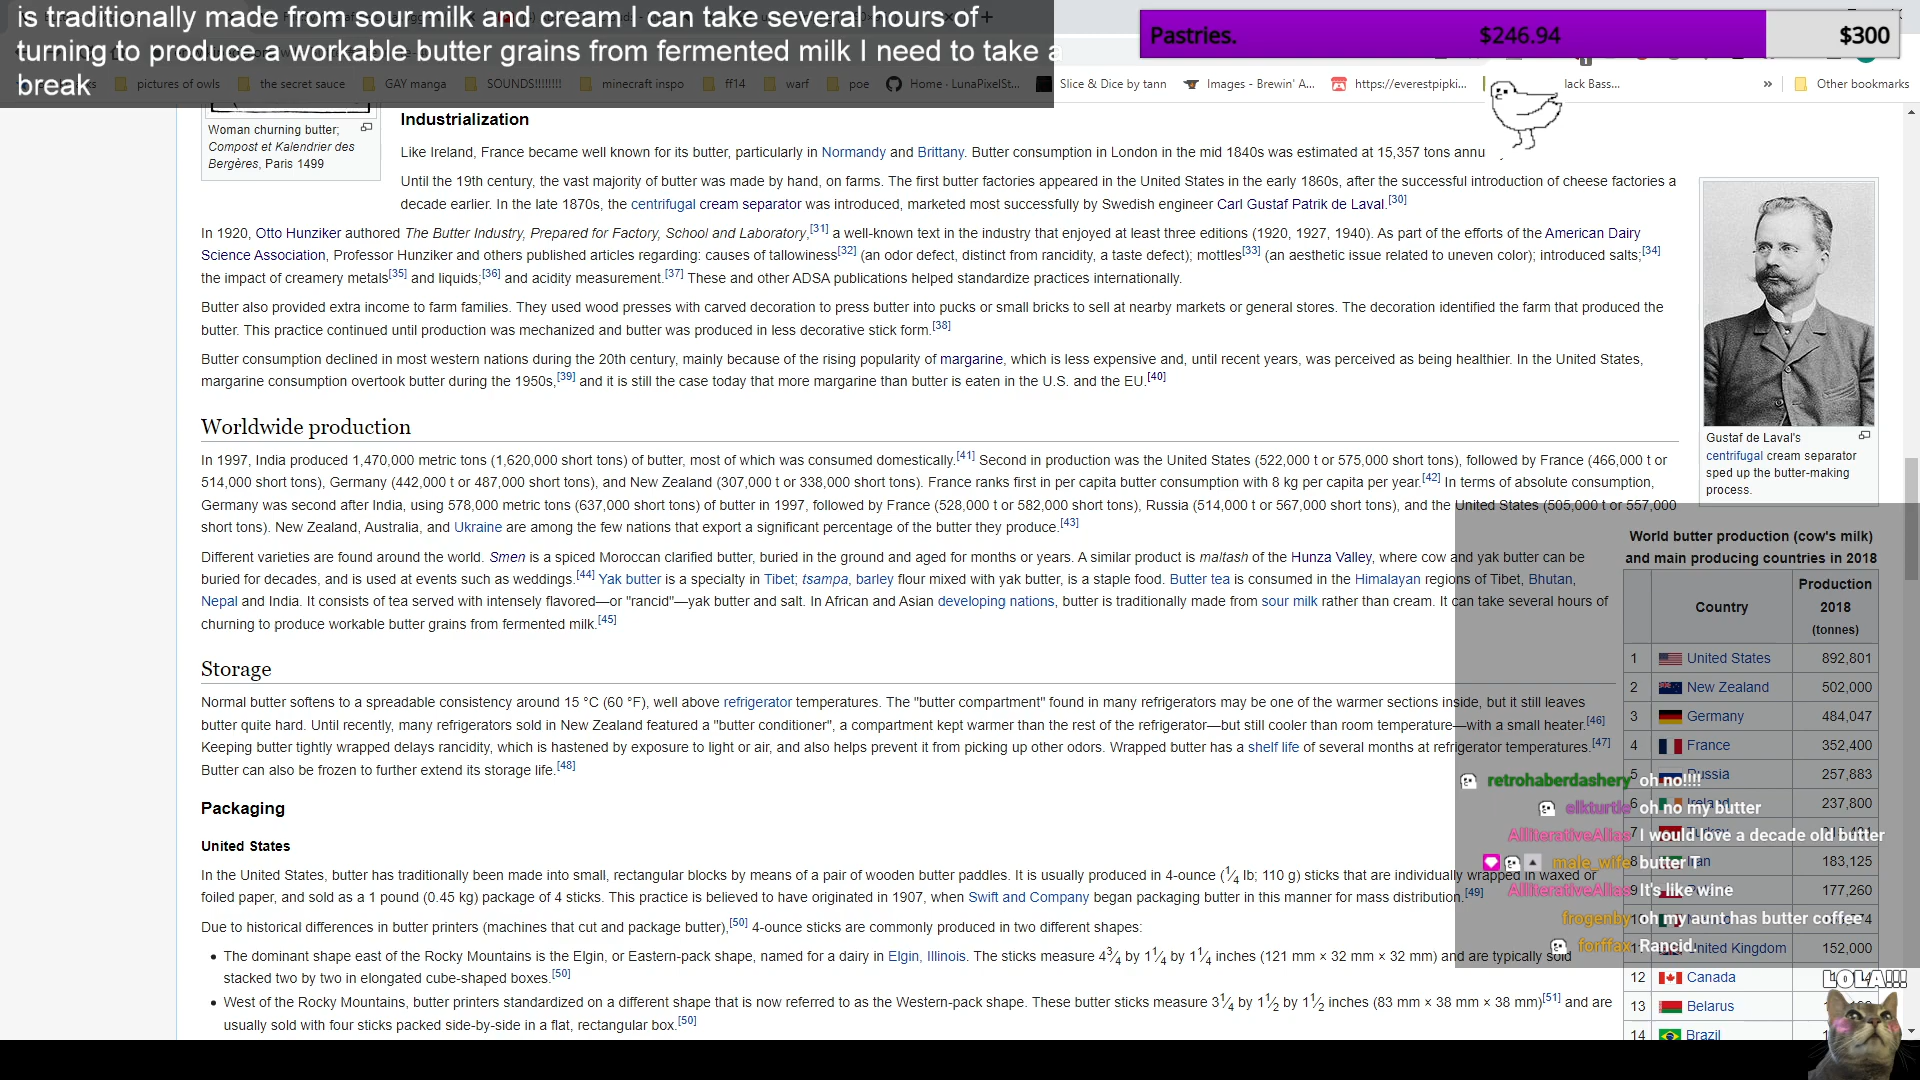 is traditionally made from sour milk and cream I can take several hours of
turning to produce a workable butter grains from fermented milk I need to take a
break
Pastries. $246.94 $300
pictures of owls the secret sauce GAY manga SOUNDS!!!!!!!! minecraft inspo ff14 warf poe Home · LunaPixelSt... Slice & Dice by tann Images - Brewin' A... https://everestpipki... lack Bass... » Other bookmarks
Woman churning butter;
Compost et Kalendrier des
Bergères, Paris 1499
Industrialization
Like Ireland, France became well known for its butter, particularly in Normandy and Brittany. Butter consumption in London in the mid 1840s was estimated at 15,357 tons annu
Until the 19th century, the vast majority of butter was made by hand, on farms. The first butter factories appeared in the United States in the early 1860s, after the successful introduction of cheese factories a
decade earlier. In the late 1870s, the centrifugal cream separator was introduced, marketed most successfully by Swedish engineer Carl Gustaf Patrik de Laval.[30]
In 1920, Otto Hunziker authored The Butter Industry, Prepared for Factory, School and Laboratory,[31] a well-known text in the industry that enjoyed at least three editions (1920, 1927, 1940). As part of the efforts of the American Dairy
Science Association, Professor Hunziker and others published articles regarding: causes of tallowiness[32] (an odor defect, distinct from rancidity, a taste defect); mottles[33] (an aesthetic issue related to uneven color); introduced salts;[34]
the impact of creamery metals[35] and liquids;[36] and acidity measurement.[37] These and other ADSA publications helped standardize practices internationally.
Butter also provided extra income to farm families. They used wood presses with carved decoration to press butter into pucks or small bricks to sell at nearby markets or general stores. The decoration identified the farm that produced the
butter. This practice continued until production was mechanized and butter was produced in less decorative stick form.[38]
Butter consumption declined in most western nations during the 20th century, mainly because of the rising popularity of margarine, which is less expensive and, until recent years, was perceived as being healthier. In the United States,
margarine consumption overtook butter during the 1950s,[39] and it is still the case today that more margarine than butter is eaten in the U.S. and the EU.[40]
Gustaf de Laval's
centrifugal cream separator
sped up the butter-making
process.
Worldwide production
In 1997, India produced 1,470,000 metric tons (1,620,000 short tons) of butter, most of which was consumed domestically.[41] Second in production was the United States (522,000 t or 575,000 short tons), followed by France (466,000 t or
514,000 short tons), Germany (442,000 t or 487,000 short tons), and New Zealand (307,000 t or 338,000 short tons). France ranks first in per capita butter consumption with 8 kg per capita per year.[42] In terms of absolute consumption,
Germany was second after India, using 578,000 metric tons (637,000 short tons) of butter in 1997, followed by France (528,000 t or 582,000 short tons), Russia (514,000 t or 567,000 short tons), and the United States (505,000 t or 557,000
short tons). New Zealand, Australia, and Ukraine are among the few nations that export a significant percentage of the butter they produce.[43]
Different varieties are found around the world. Smen is a spiced Moroccan clarified butter, buried in the ground and aged for months or years. A similar product is maltash of the Hunza Valley, where cow and yak butter can be
buried for decades, and is used at events such as weddings.[44] Yak butter is a specialty in Tibet; tsampa, barley flour mixed with yak butter, is a staple food. Butter tea is consumed in the Himalayan regions of Tibet, Bhutan,
Nepal and India. It consists of tea served with intensely flavored—or "rancid"—yak butter and salt. In African and Asian developing nations, butter is traditionally made from sour milk rather than cream. It can take several hours of
churning to produce workable butter grains from fermented milk.[45]
World butter production (cow's milk)
and main producing countries in 2018
Country Production 2018 (tonnes)
1 United States 892,801
2 New Zealand 502,000
3 Germany 484,047
4 France 352,400
5 Russia 257,883
6 Ireland 237,800
7 Turkey
8 Iran 183,125
9 177,260
10
11 United Kingdom 152,000
12 Canada
13 Belarus
14 Brazil
Storage
Normal butter softens to a spreadable consistency around 15 °C (60 °F), well above refrigerator temperatures. The "butter compartment" found in many refrigerators may be one of the warmer sections inside, but it still leaves
butter quite hard. Until recently, many refrigerators sold in New Zealand featured a "butter conditioner", a compartment kept warmer than the rest of the refrigerator—but still cooler than room temperature—with a small heater.[46]
Keeping butter tightly wrapped delays rancidity, which is hastened by exposure to light or air, and also helps prevent it from picking up other odors. Wrapped butter has a shelf life of several months at refrigerator temperatures.[47]
Butter can also be frozen to further extend its storage life.[48]
Packaging
United States
In the United States, butter has traditionally been made into small, rectangular blocks by means of a pair of wooden butter paddles. It is usually produced in 4-ounce (1⁄4 lb; 110 g) sticks that are individually wrapped in waxed or
foiled paper, and sold as a 1 pound (0.45 kg) package of 4 sticks. This practice is believed to have originated in 1907, when Swift and Company began packaging butter in this manner for mass distribution.[49]
Due to historical differences in butter printers (machines that cut and package butter),[50] 4-ounce sticks are commonly produced in two different shapes:
• The dominant shape east of the Rocky Mountains is the Elgin, or Eastern-pack shape, named for a dairy in Elgin, Illinois. The sticks measure 4 3⁄4 by 1 1⁄4 by 1 1⁄4 inches (121 mm × 32 mm × 32 mm) and are typically sold
stacked two by two in elongated cube-shaped boxes.[50]
• West of the Rocky Mountains, butter printers standardized on a different shape that is now referred to as the Western-pack shape. These butter sticks measure 3 1⁄4 by 1 1⁄2 by 1 1⁄2 inches (83 mm × 38 mm × 38 mm)[51] and are
usually sold with four sticks packed side-by-side in a flat, rectangular box.[50]
retrohaberdashery oh no!!!!
elkturtle oh no my butter
AlliterativeAlias I would love a decade old butter
male_wife butter T
AlliterativeAlias It's like wine
frogenby oh my aunt has butter coffee
forffax Rancid.
LOLA!!!